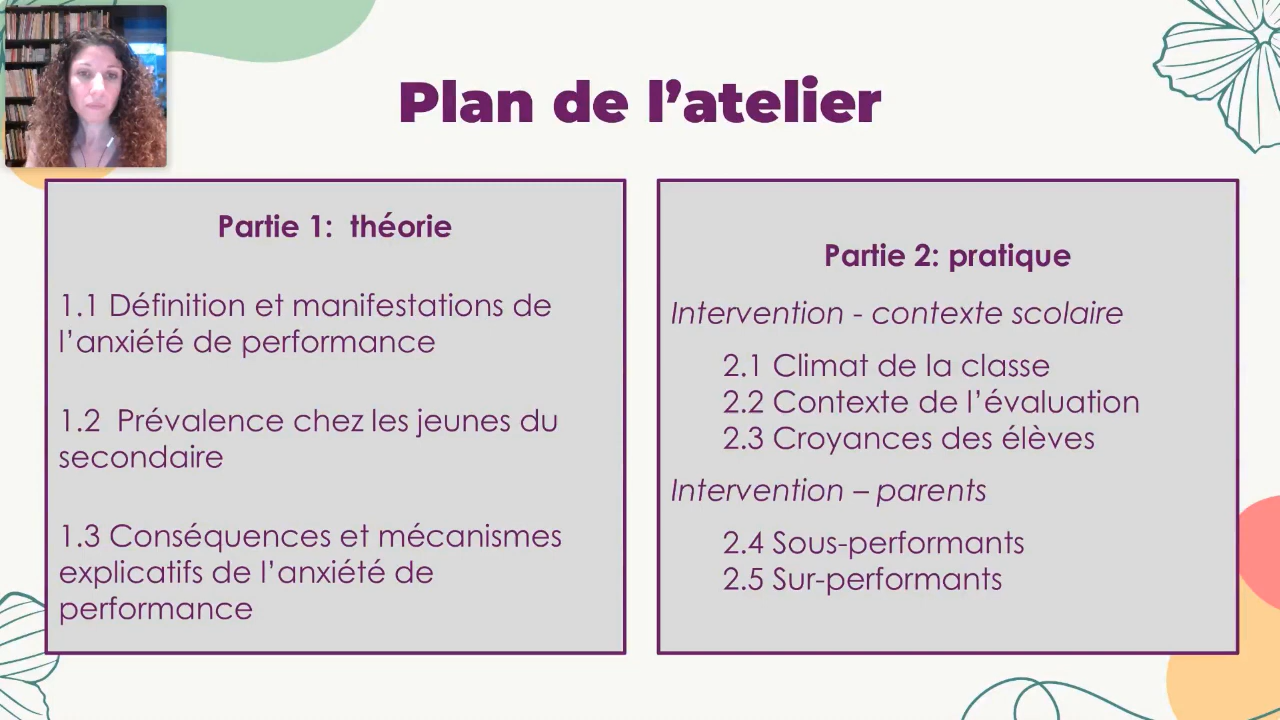 Plan de l’atelier
Partie 1:  théorie
1.1 Définition et manifestations de
l’anxiété de performance
1.2  Prévalence chez les jeunes du
secondaire
1.3 Conséquences et mécanismes
explicatifs de l’anxiété de
performance
Partie 2: pratique
Intervention - contexte scolaire
2.1 Climat de la classe
2.2 Contexte de l’évaluation
2.3 Croyances des élèves
Intervention – parents
2.4 Sous-performants
2.5 Sur-performants